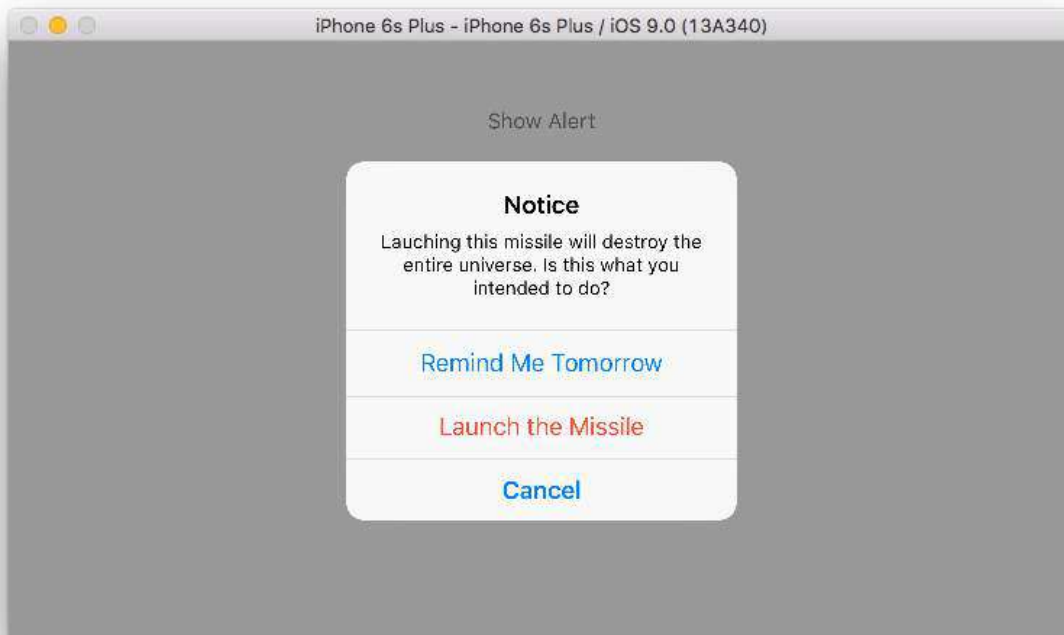 iPhone 6s Plus - iPhone 6s Plus / iOS 9.0 (13A340)
Show Alert
Notice
Lauching this missile will destroy the
entire universe. Is this what you
intended to do?
Remind Me Tomorrow
Launch the Missile
Cancel